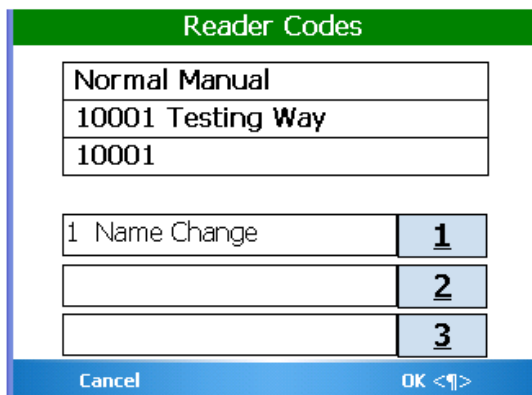 Reader Codes
Normal Manual
10001 Testing Way
10001
1 Name Change 1
2
3
Cancel OK <¶>